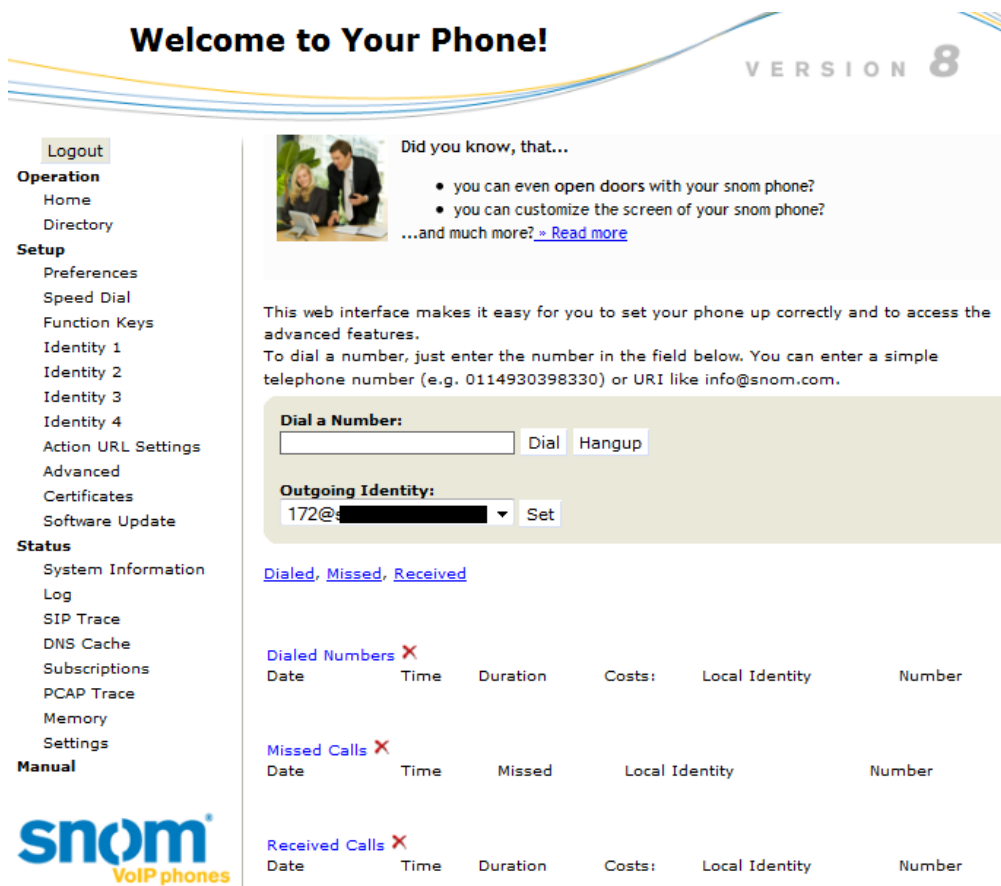 Welcome to Your Phone!
VERSION 8
Logout
Operation
Home
Directory
Setup
Preferences
Speed Dial
Function Keys
Identity 1
Identity 2
Identity 3
Identity 4
Action URL Settings
Advanced
Certificates
Software Update
Status
System Information
Log
SIP Trace
DNS Cache
Subscriptions
PCAP Trace
Memory
Settings
Manual
snom
VoIP phones
Did you know, that...
• you can even open doors with your snom phone?
• you can customize the screen of your snom phone?
...and much more? » Read more
This web interface makes it easy for you to set your phone up correctly and to access the
advanced features.
To dial a number, just enter the number in the field below. You can enter a simple
telephone number (e.g. 0114930398330) or URI like info@snom.com.
Dial a Number:
Dial Hangup
Outgoing Identity:
172@ Set
Dialed, Missed, Received
Dialed Numbers
Date Time Duration Costs: Local Identity Number
Missed Calls
Date Time Missed Local Identity Number
Received Calls
Date Time Duration Costs: Local Identity Number